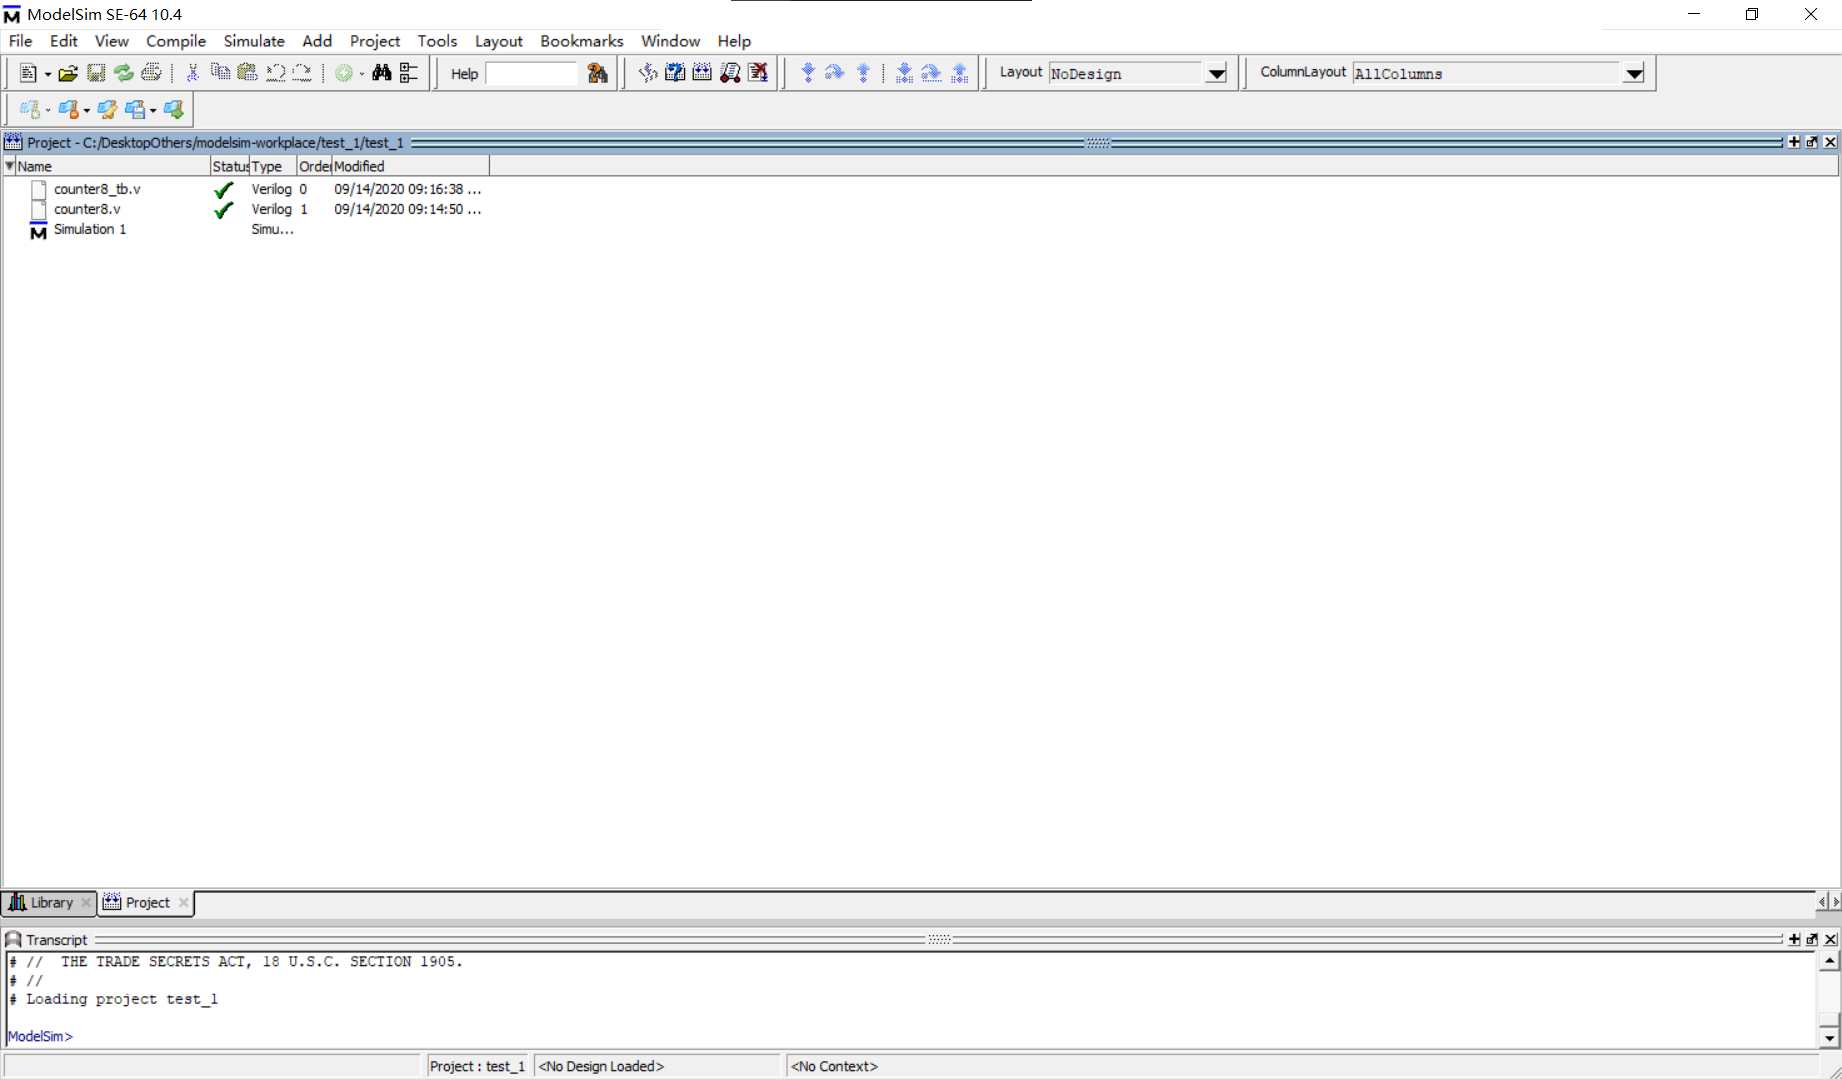 ModelSim SE-64 10.4
File Edit View Compile Simulate Add Project Tools Layout Bookmarks Window Help
Help Layout NoDesign ColumnLayout AllColumns
Project - C:/DesktopOthers/modelsim-workplace/test_1/test_1
Name Status Type Order Modified
counter8_tb.v Verilog 0 09/14/2020 09:16:38 ...
counter8.v Verilog 1 09/14/2020 09:14:50 ...
Simulation 1 Simu...
Library Project
Transcript
# // THE TRADE SECRETS ACT, 18 U.S.C. SECTION 1905.
# //
# Loading project test_1
ModelSim>
Project : test_1 <No Design Loaded> <No Context>